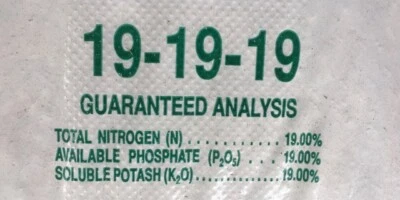 19-19-19
GUARANTEED ANALYSIS
TOTAL NITROGEN (N) . . . . . . . . . . . 19.00%
AVAILABLE PHOSPHATE (P₂O₅) . . . 19.00%
SOLUBLE POTASH (K₂O) . . . . . . . . . . . . . 19.00%